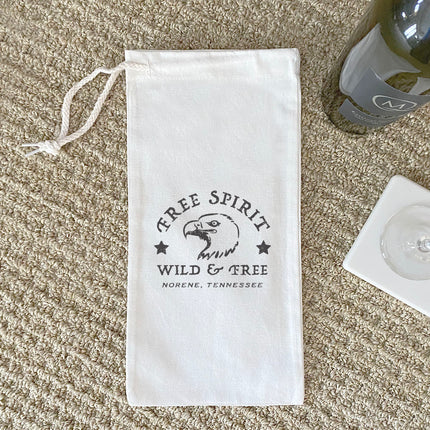 FREE SPIRIT
WILD & FREE
NORENE, TENNESSEE
M